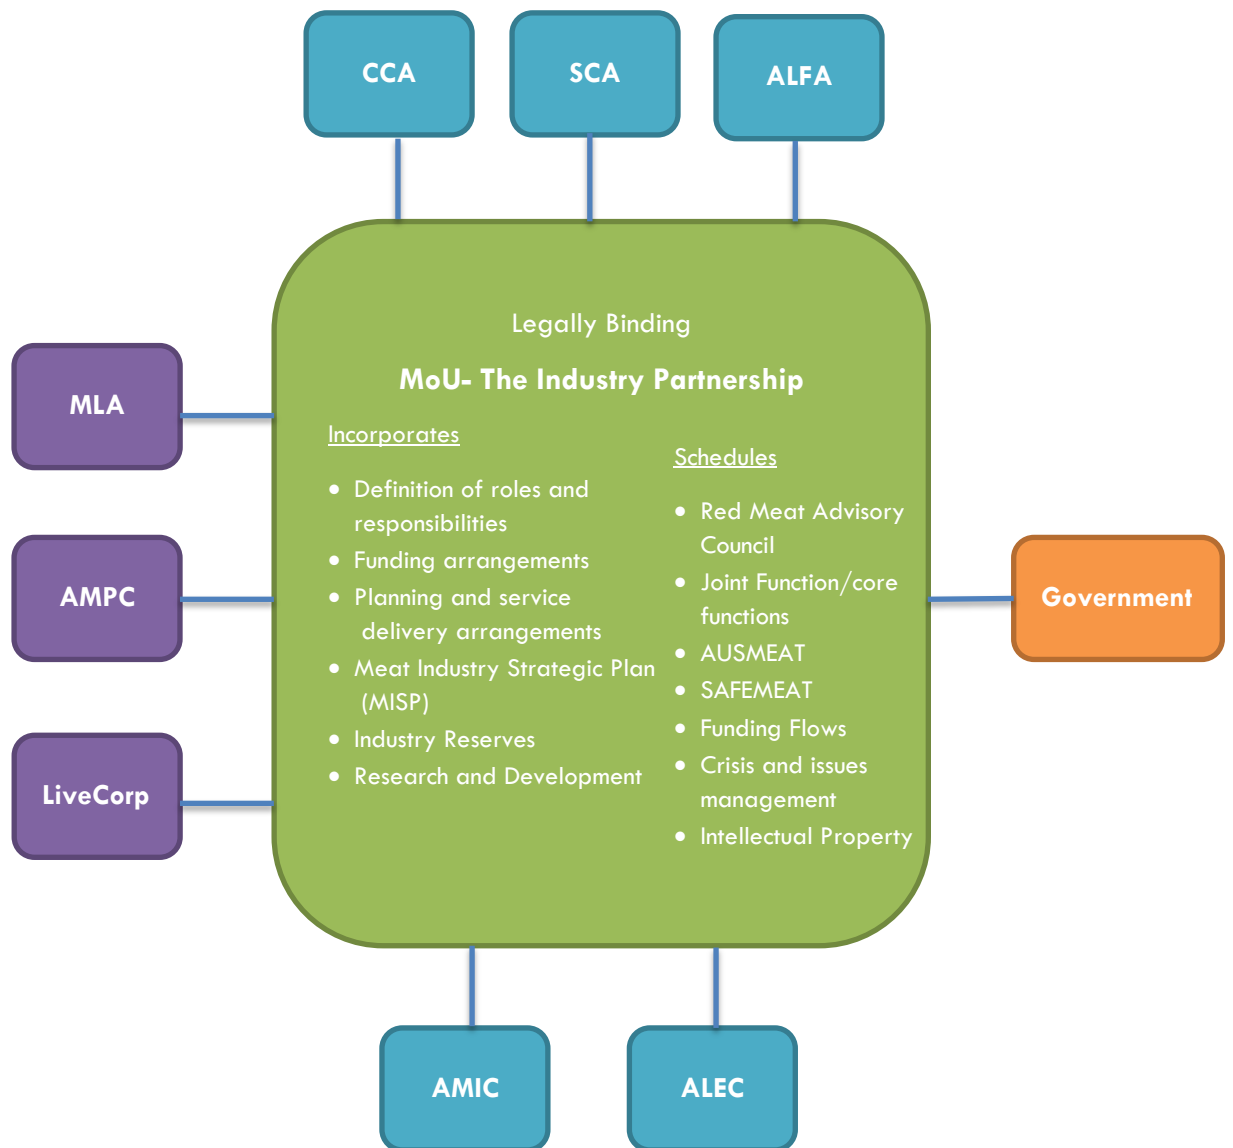 CCA
SCA
ALFA
Legally Binding
MoU- The Industry Partnership
MLA
AMPC
LiveCorp
Incorporates
• Definition of roles and
responsibilities
• Funding arrangements
• Planning and service
delivery arrangements
• Meat Industry Strategic Plan
(MISP)
• Industry Reserves
• Research and Development
Schedules
• Red Meat Advisory
Council
• Joint Function/core
functions
• AUSMEAT
• SAFEMEAT
• Funding Flows
• Crisis and issues
management
• Intellectual Property
Government
AMIC
ALEC